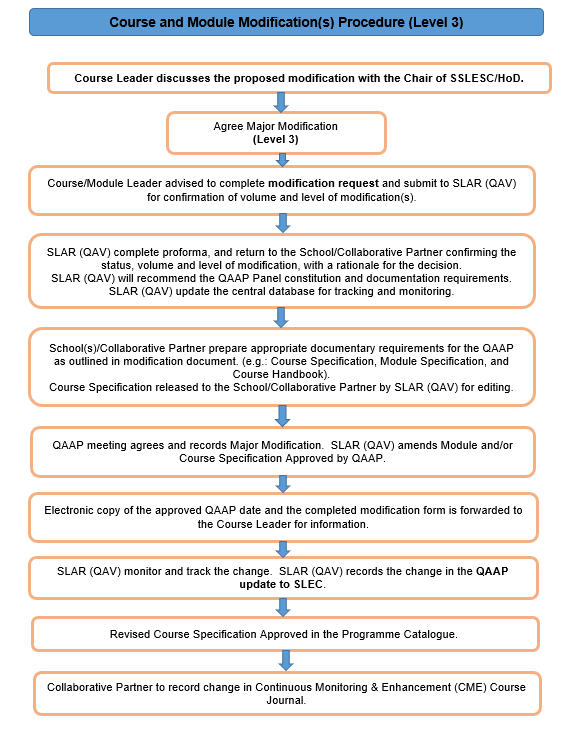 Course and Module Modification(s) Procedure (Level 3)
Course Leader discusses the proposed modification with the Chair of SSLESC/HoD.
Agree Major Modification
(Level 3)
Course/Module Leader advised to complete modification request and submit to SLAR (QAV)
for confirmation of volume and level of modification(s).
SLAR (QAV) complete proforma, and return to the School/Collaborative Partner confirming the
status, volume and level of modification, with a rationale for the decision.
SLAR (QAV) will recommend the QAAP Panel constitution and documentation requirements.
SLAR (QAV) update the central database for tracking and monitoring.
School(s)/Collaborative Partner prepare appropriate documentary requirements for the QAAP
as outlined in modification document. (e.g.: Course Specification, Module Specification, and
Course Handbook).
Course Specification released to the School/Collaborative Partner by SLAR (QAV) for editing.
QAAP meeting agrees and records Major Modification.  SLAR (QAV) amends Module and/or
Course Specification Approved by QAAP.
Electronic copy of the approved QAAP date and the completed modification form is forwarded to
the Course Leader for information.
SLAR (QAV) monitor and track the change.  SLAR (QAV) records the change in the QAAP
update to SLEC.
Revised Course Specification Approved in the Programme Catalogue.
Collaborative Partner to record change in Continuous Monitoring & Enhancement (CME) Course
Journal.